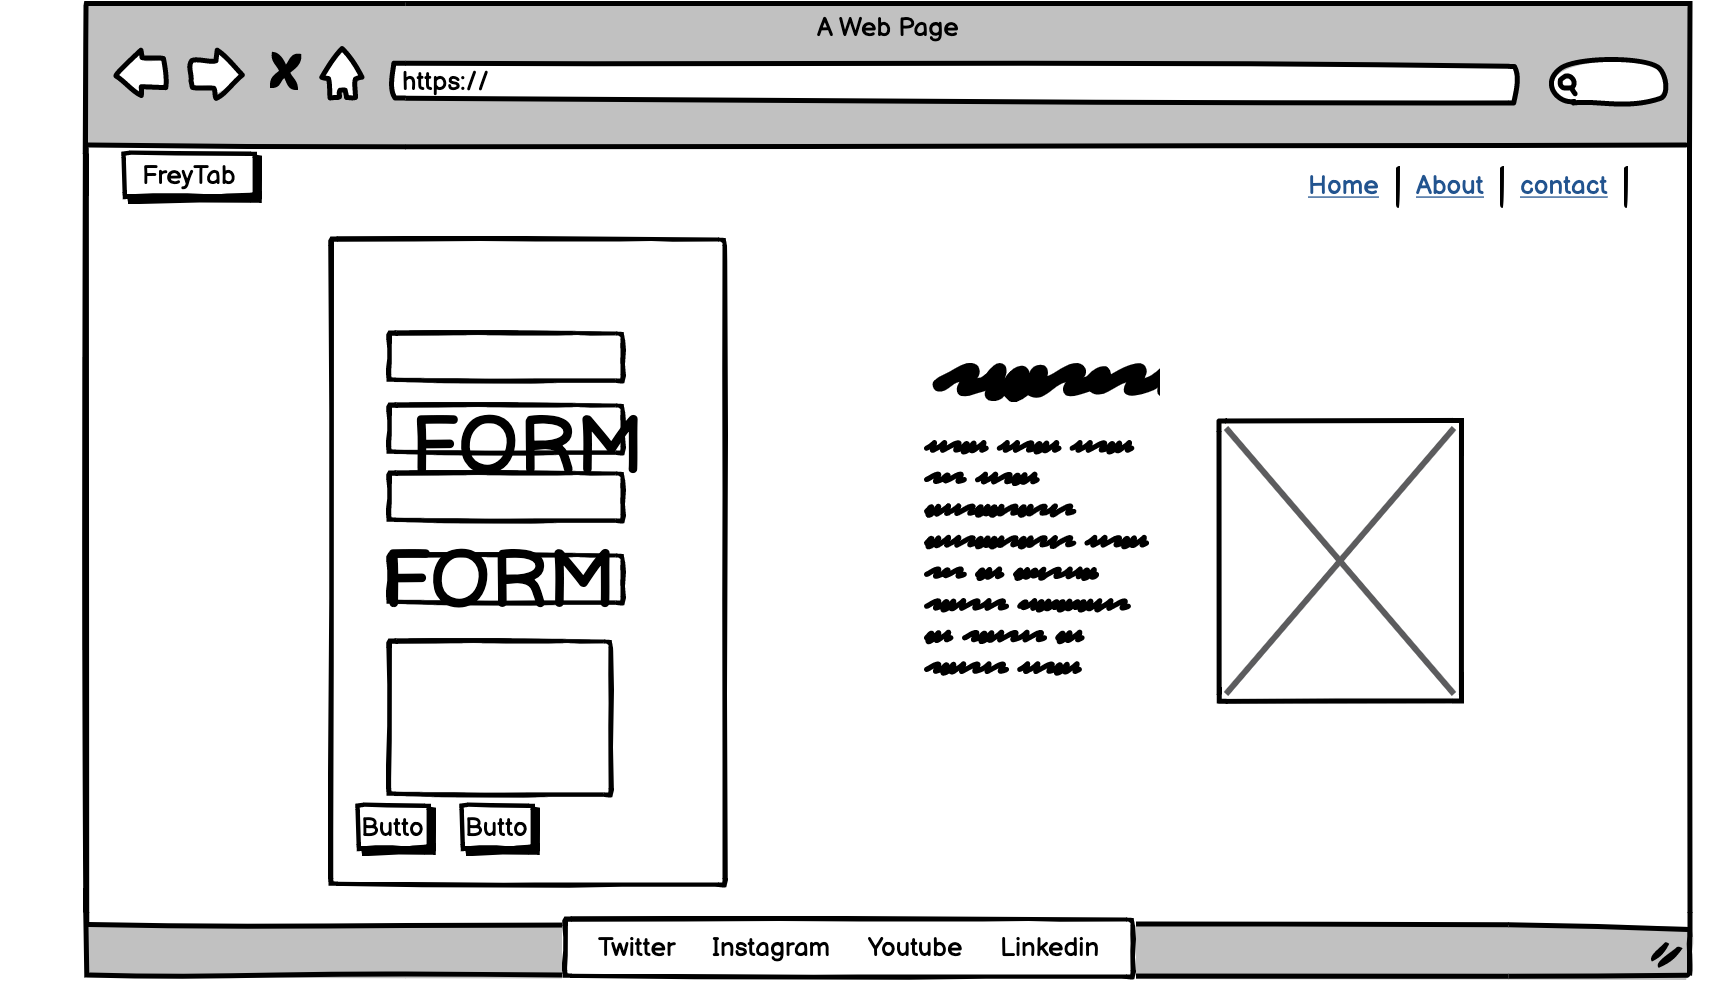 A Web Page
https://
FreyTab
Home About contact
FORM
FORM
Butto Butto
Twitter Instagram Youtube Linkedin